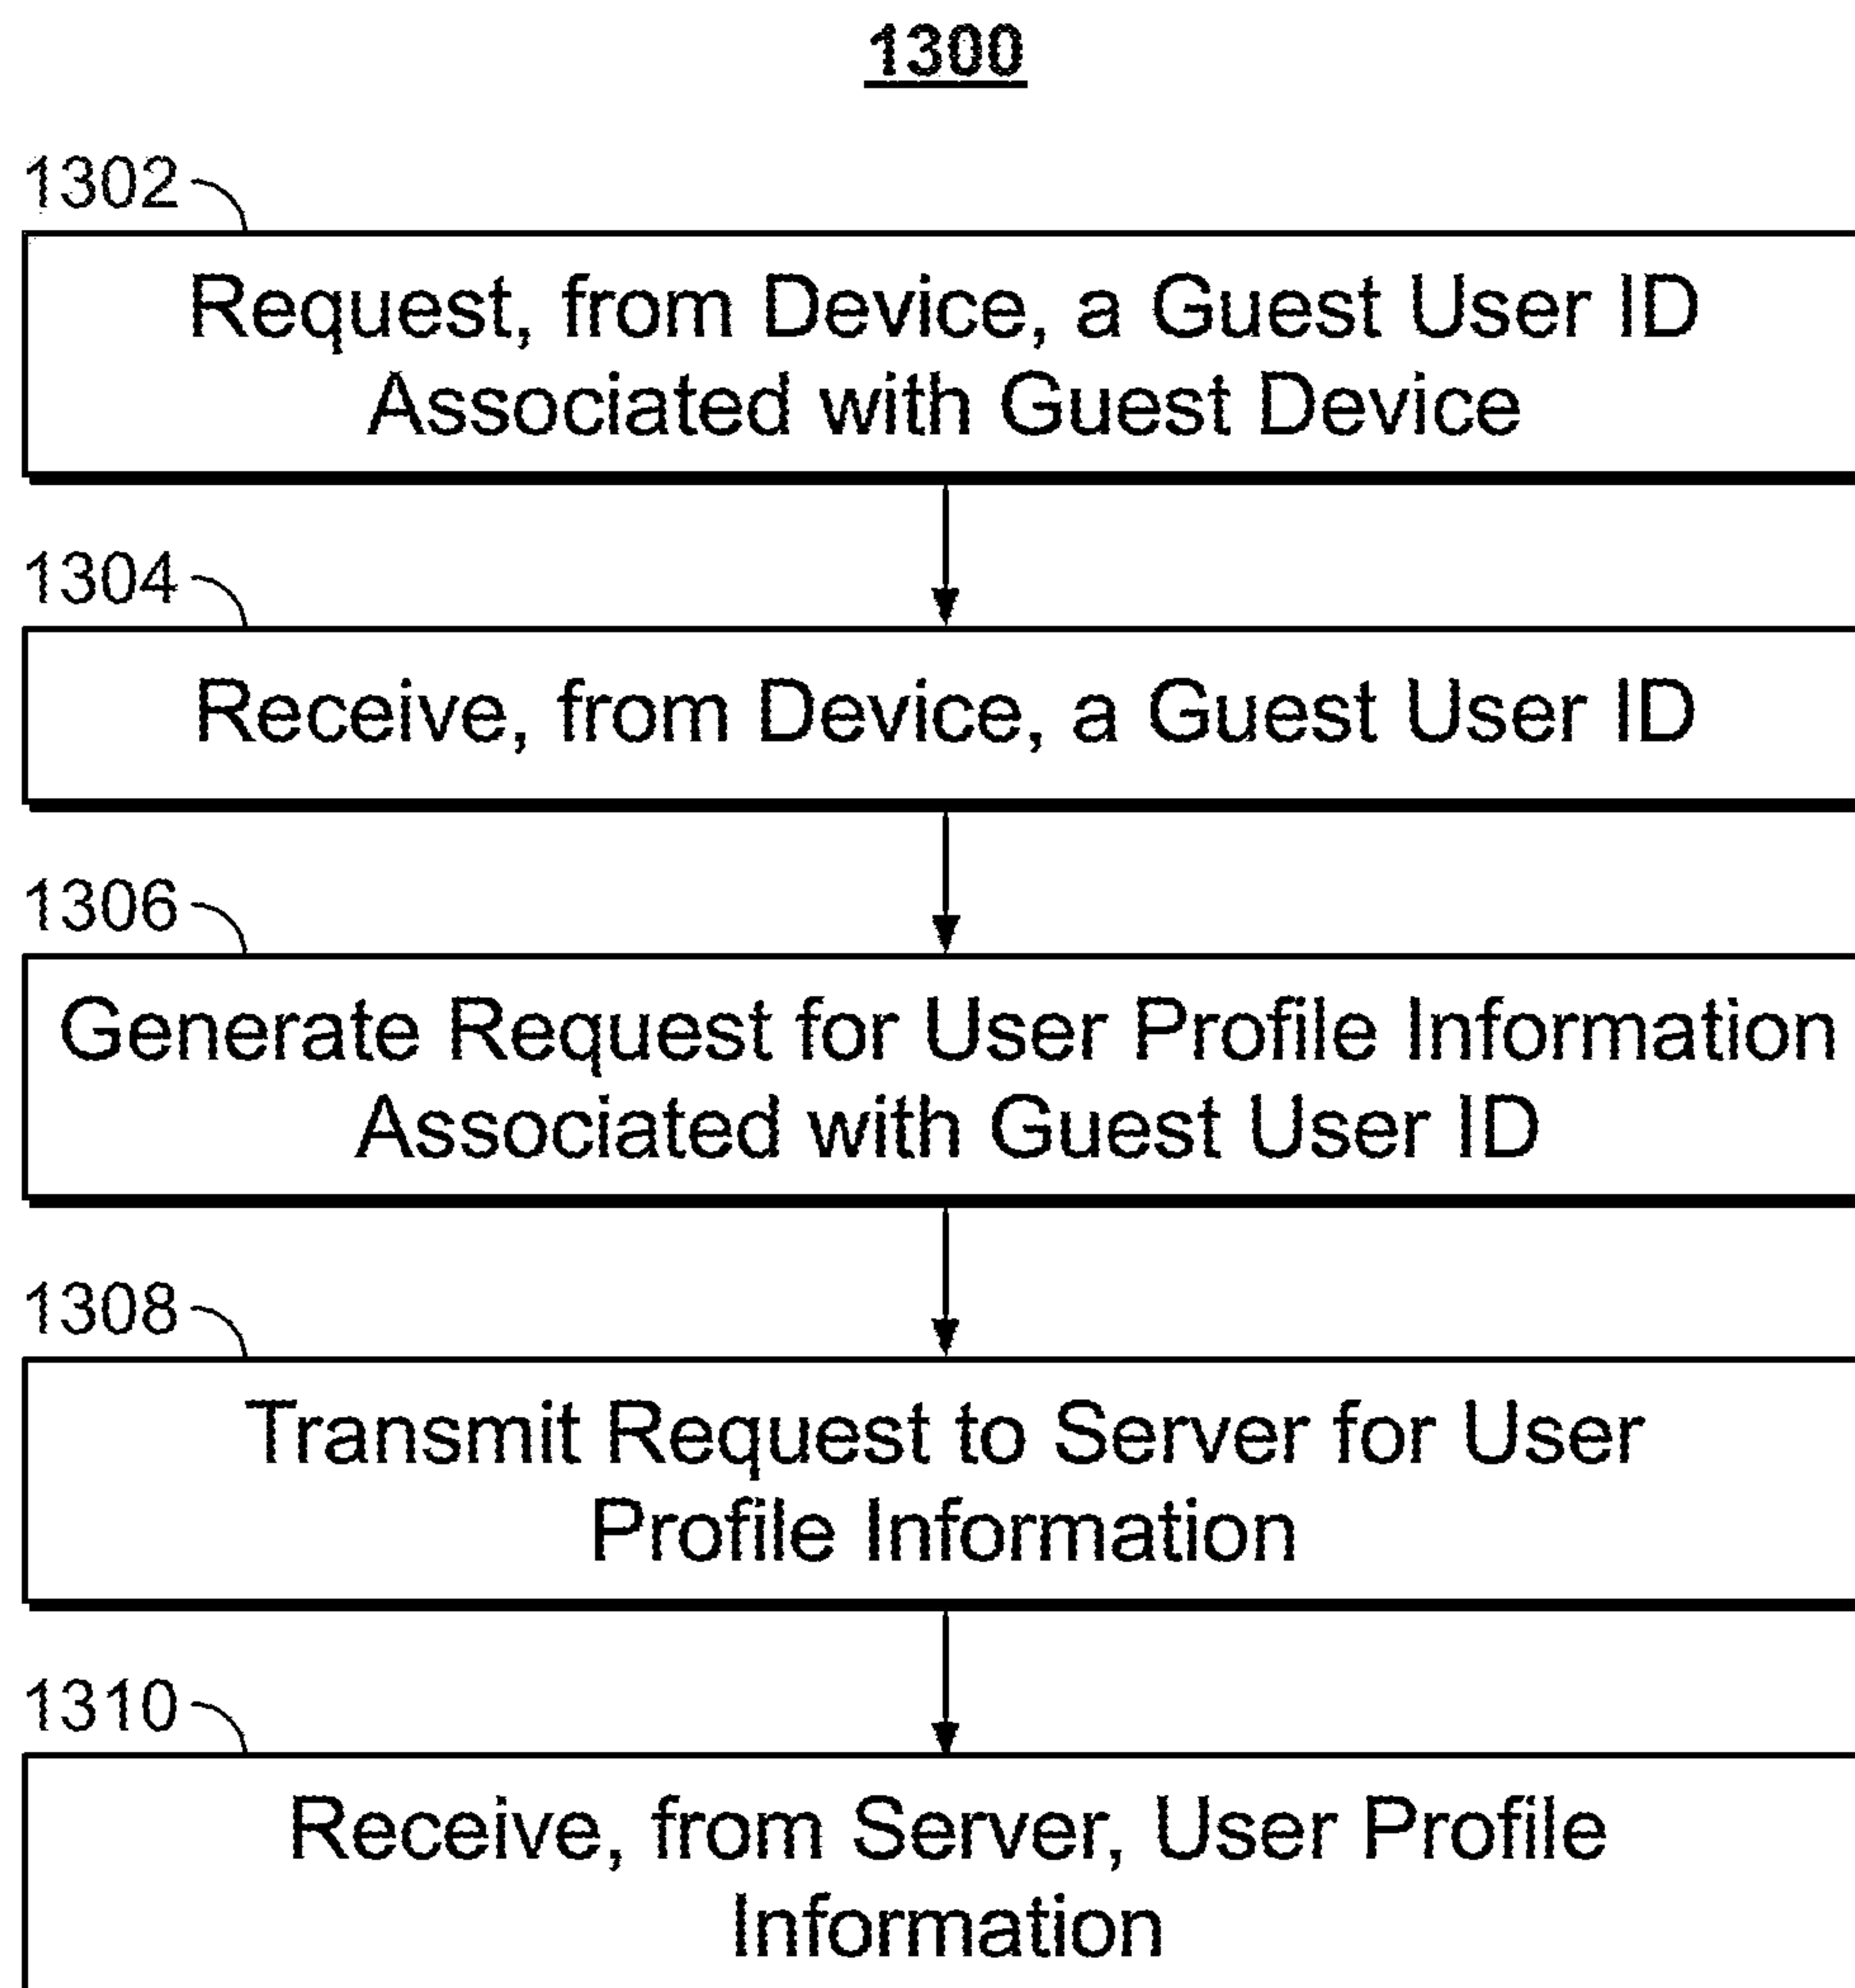 1300
1302
Request, from Device, a Guest User ID
Associated with Guest Device
1304
Receive, from Device, a Guest User ID
1306
Generate Request for User Profile Information
Associated with Guest User ID
1308
Transmit Request to Server for User
Profile Information
1310
Receive, from Server, User Profile
Information